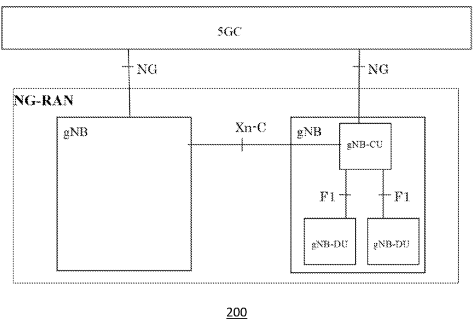 5GC
NG NG
NG-RAN
gNB Xn-C gNB
gNB-CU
F1 F1
gNB-DU gNB-DU
200